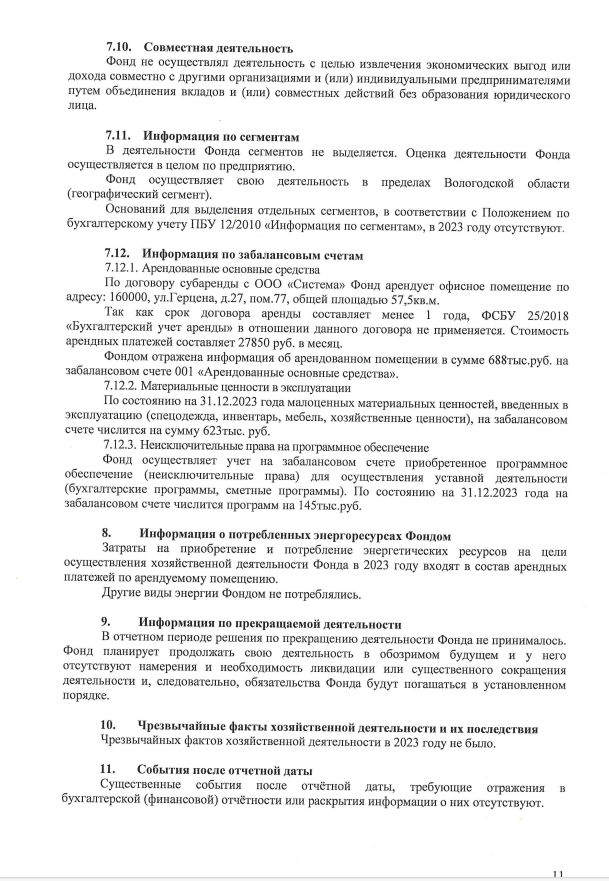 7.10. Совместная деятельность
Фонд не осуществлял деятельность с целью извлечения экономических выгод или
дохода совместно с другими организациями и (или) индивидуальными предпринимателями
путем объединения вкладов и (или) совместных действий без образования юридического
лица.
7.11. Информация по сегментам
В деятельности Фонда сегментов не выделяется. Оценка деятельности Фонда
осуществляется в целом по предприятию.
Фонд осуществляет свою деятельность в пределах Вологодской области
(географический сегмент).
Оснований для выделения отдельных сегментов, в соответствии с Положением по
бухгалтерскому учету ПБУ 12/2010 «Информация по сегментам», в 2023 году отсутствуют.
7.12. Информация по забалансовым счетам
7.12.1. Арендованные основные средства
По договору субаренды с ООО «Система» Фонд арендует офисное помещение по
адресу: 160000, ул.Герцена, д.27, пом.77, общей площадью 57,5кв.м.
Так как срок договора аренды составляет менее 1 года, ФСБУ 25/2018
«Бухгалтерский учет аренды» в отношении данного договора не применяется. Стоимость
арендных платежей составляет 27850 руб. в месяц.
Фондом отражена информация об арендованном помещении в сумме 688тыс.руб. на
забалансовом счете 001 «Арендованные основные средства».
7.12.2. Материальные ценности в эксплуатации
По состоянию на 31.12.2023 года малоценных материальных ценностей, введенных в
эксплуатацию (спецодежда, инвентарь, мебель, хозяйственные ценности), на забалансовом
счете числится на сумму 623тыс. руб.
7.12.3. Неисключительные права на программное обеспечение
Фонд осуществляет учет на забалансовом счете приобретенное программное
обеспечение (неисключительные права) для осуществления уставной деятельности
(бухгалтерские программы, сметные программы). По состоянию на 31.12.2023 года на
забалансовом счете числится программ на 145тыс.руб.
8. Информация о потребленных энергоресурсах Фондом
Затраты на приобретение и потребление энергетических ресурсов на цели
осуществления хозяйственной деятельности Фонда в 2023 году входят в состав арендных
платежей по арендуемому помещению.
Другие виды энергии Фондом не потреблялись.
9. Информация по прекращаемой деятельности
В отчетном периоде решения по прекращению деятельности Фонда не принималось.
Фонд планирует продолжать свою деятельность в обозримом будущем и у него
отсутствуют намерения и необходимость ликвидации или существенного сокращения
деятельности и, следовательно, обязательства Фонда будут погашаться в установленном
порядке.
10. Чрезвычайные факты хозяйственной деятельности и их последствия
Чрезвычайных фактов хозяйственной деятельности в 2023 году не было.
11. События после отчетной даты
Существенные события после отчётной даты, требующие отражения в
бухгалтерской (финансовой) отчётности или раскрытия информации о них отсутствуют.
11